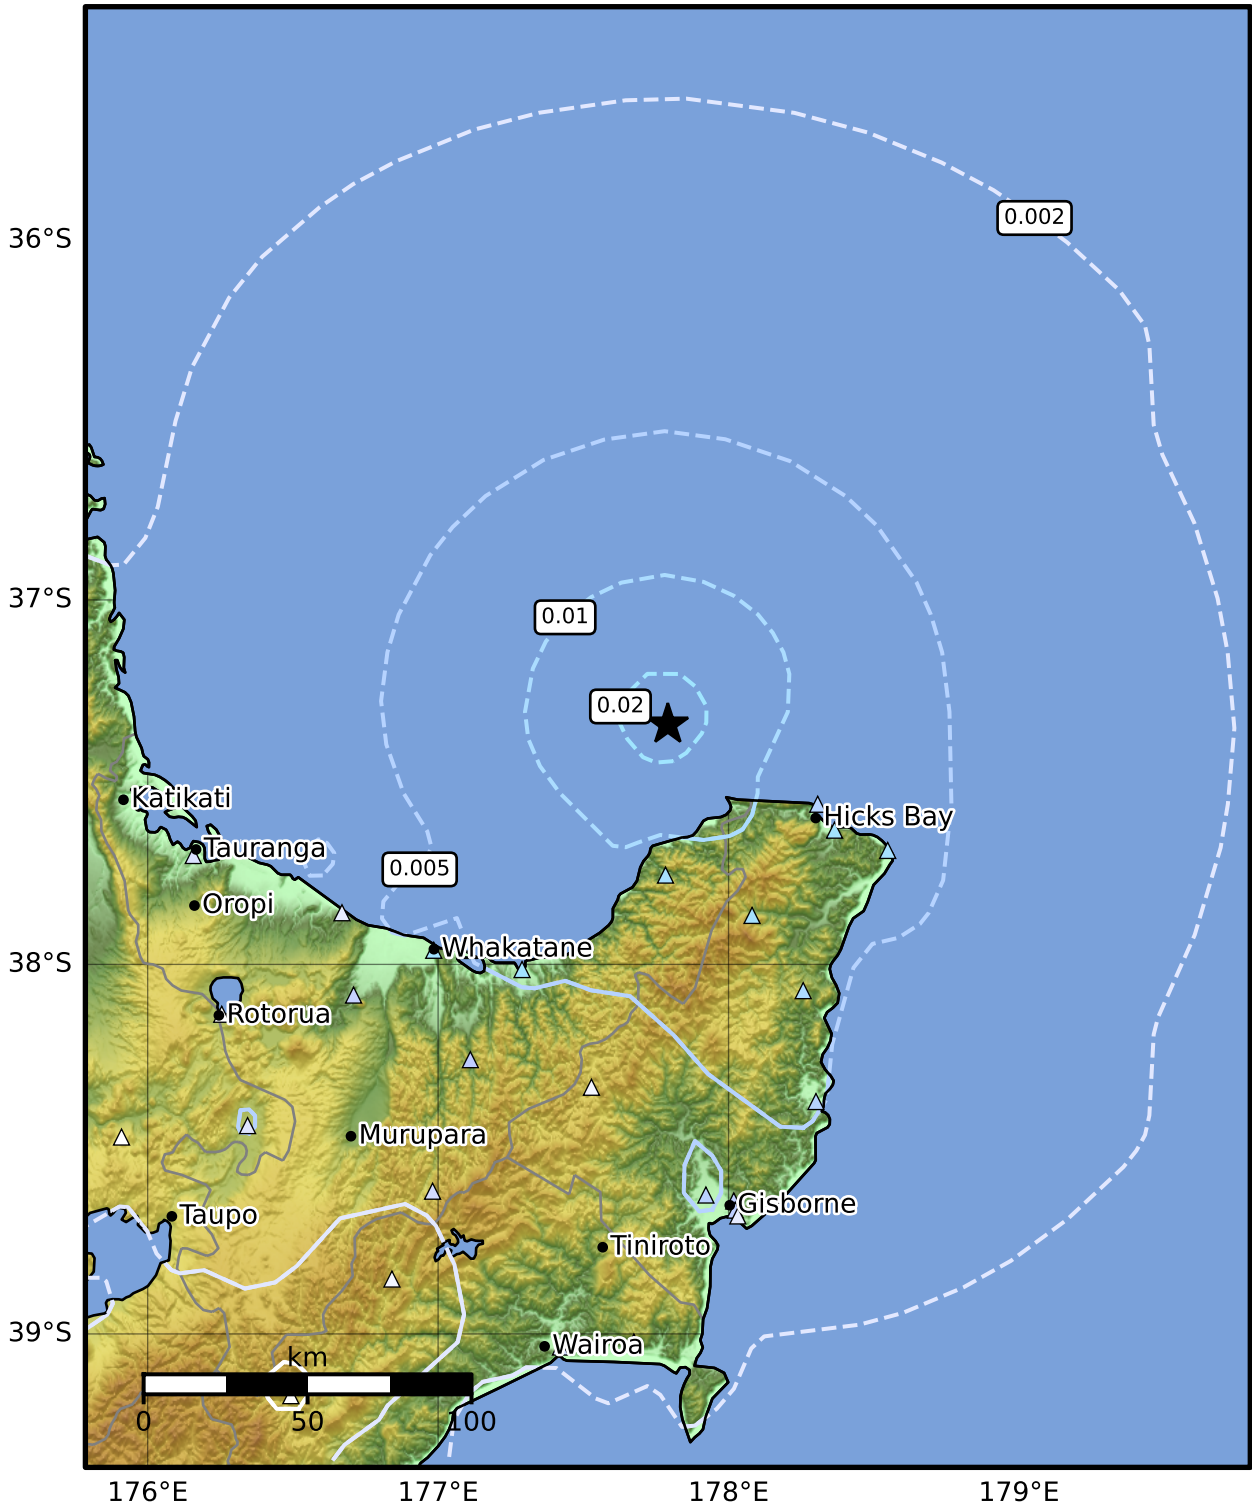 0.002
36°S
37°S
0.01
0.02
Katikati
Hicks Bay
Tauranga
0.005
Oropi
Whakatane
38°S
Rotorua
Murupara
Gisborne
Taupo
Tiniroto
39°S
Wairoa
km
0 50 100
176°E 177°E 178°E 179°E